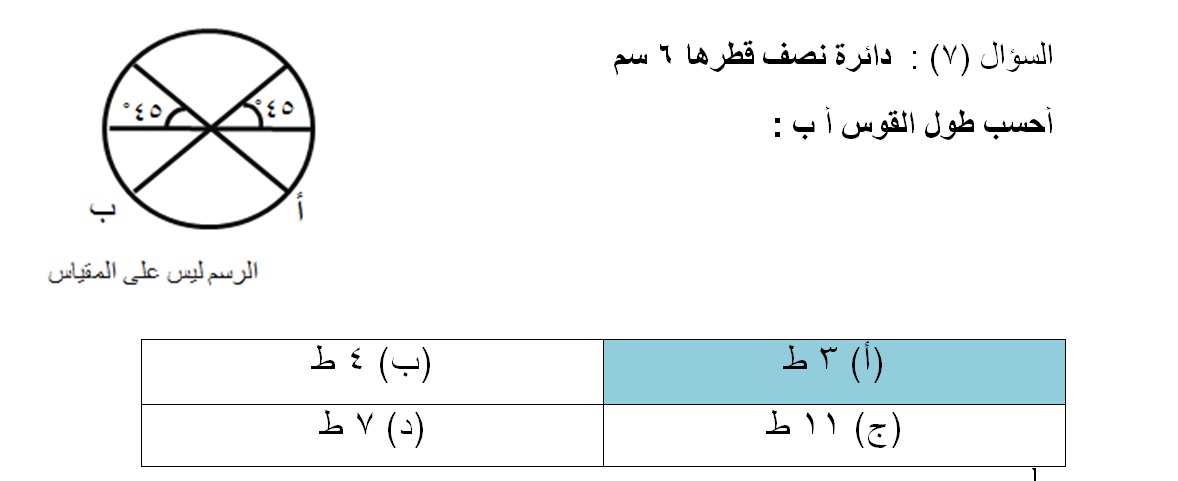 السؤال (٧) : دائرة نصف قطرها ٦ سم
أحسب طول القوس أ ب :
٤٥°
٤٥°
أ
ب
الرسم ليس على المقياس
(أ) ٣ ط
(ب) ٤ ط
(ج) ١١ ط
(د) ٧ ط